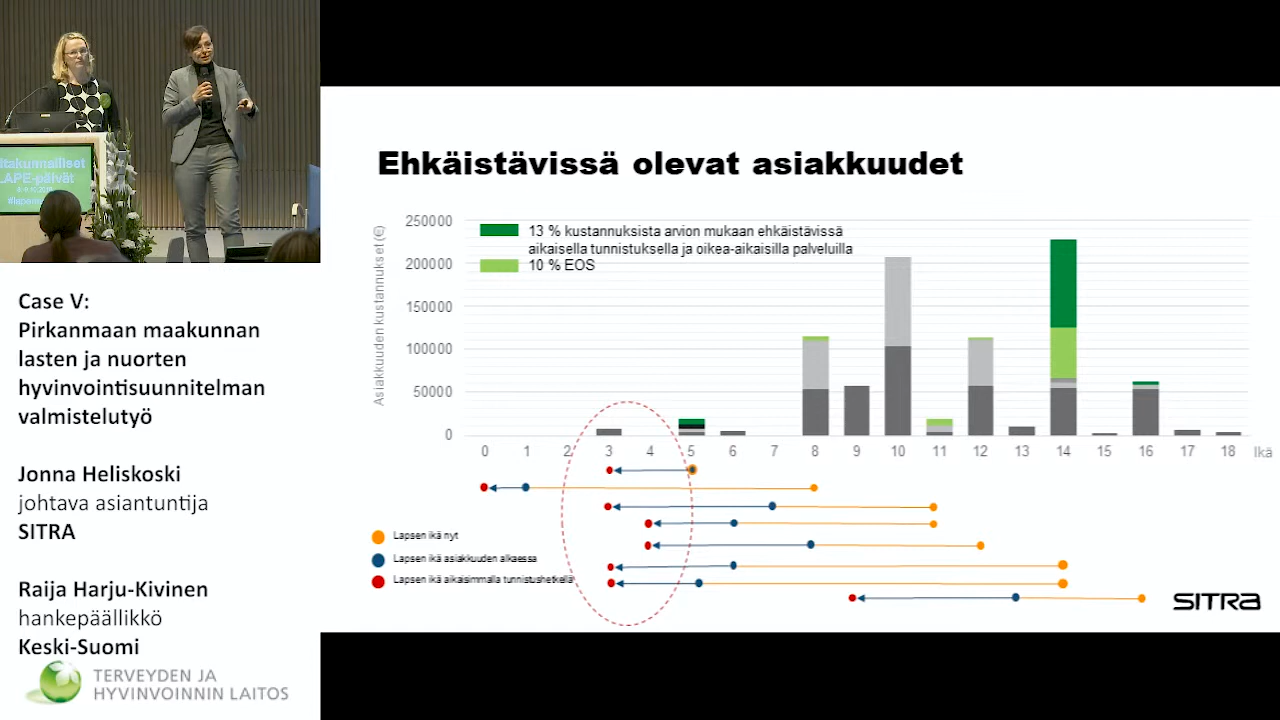 ltakunnalliset
LAPE-päivät
Case V:
Pirkanmaan maakunnan
lasten ja nuorten
hyvinvointisuunnitelman
valmistelutyö
Jonna Heliskoski
johtava asiantuntija
SITRA
Raija Harju-Kivinen
hankepäällikkö
Keski-Suomi
TERVEYDEN JA
HYVINVOINNIN LAITOS
Ehkäistävissä olevat asiakkuudet
Asiakkuuden kustannukset (€)
250000
200000
150000
100000
50000
0
13 % kustannuksista arvion mukaan ehkäistävissä
aikaisella tunnistuksella ja oikea-aikaisilla palveluilla
10 % EOS
0 1 2 3 4 5 6 7 8 9 10 11 12 13 14 15 16 17 18 Ikä
Lapsen ikä nyt
Lapsen ikä asiakkuuden alkaessa
Lapsen ikä aikaisimmalla tunnistushetkellä
SITRA